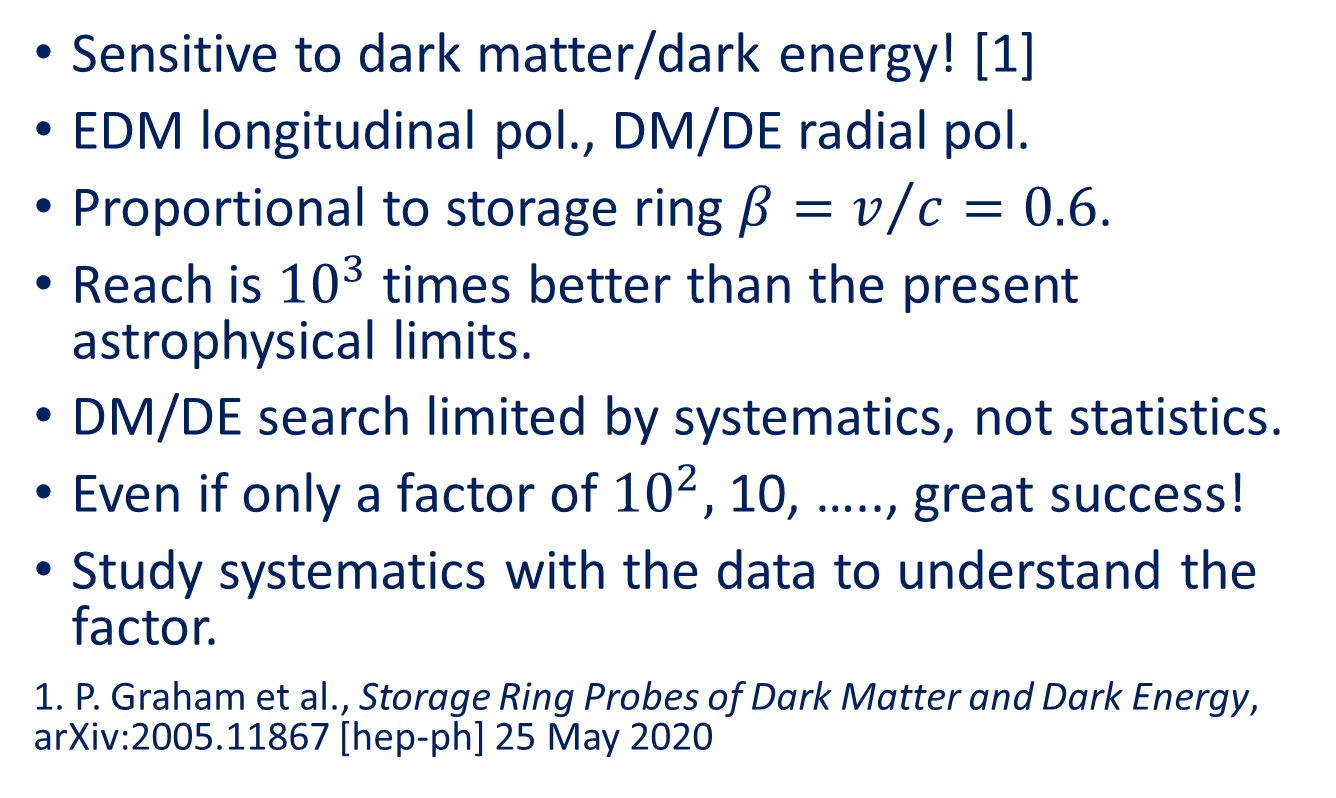 • Sensitive to dark matter/dark energy! [1]
• EDM longitudinal pol., DM/DE radial pol.
• Proportional to storage ring β = v/c = 0.6.
• Reach is 10³ times better than the present
astrophysical limits.
• DM/DE search limited by systematics, not statistics.
• Even if only a factor of 10², 10, ….., great success!
• Study systematics with the data to understand the
factor.
1. P. Graham et al., Storage Ring Probes of Dark Matter and Dark Energy,
arXiv:2005.11867 [hep-ph] 25 May 2020